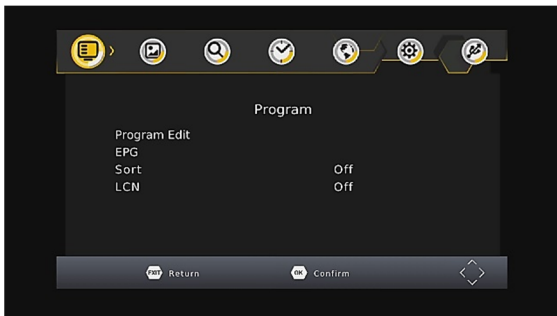 Program
Program Edit
EPG
Sort Off
LCN Off
EXIT Return OK Confirm